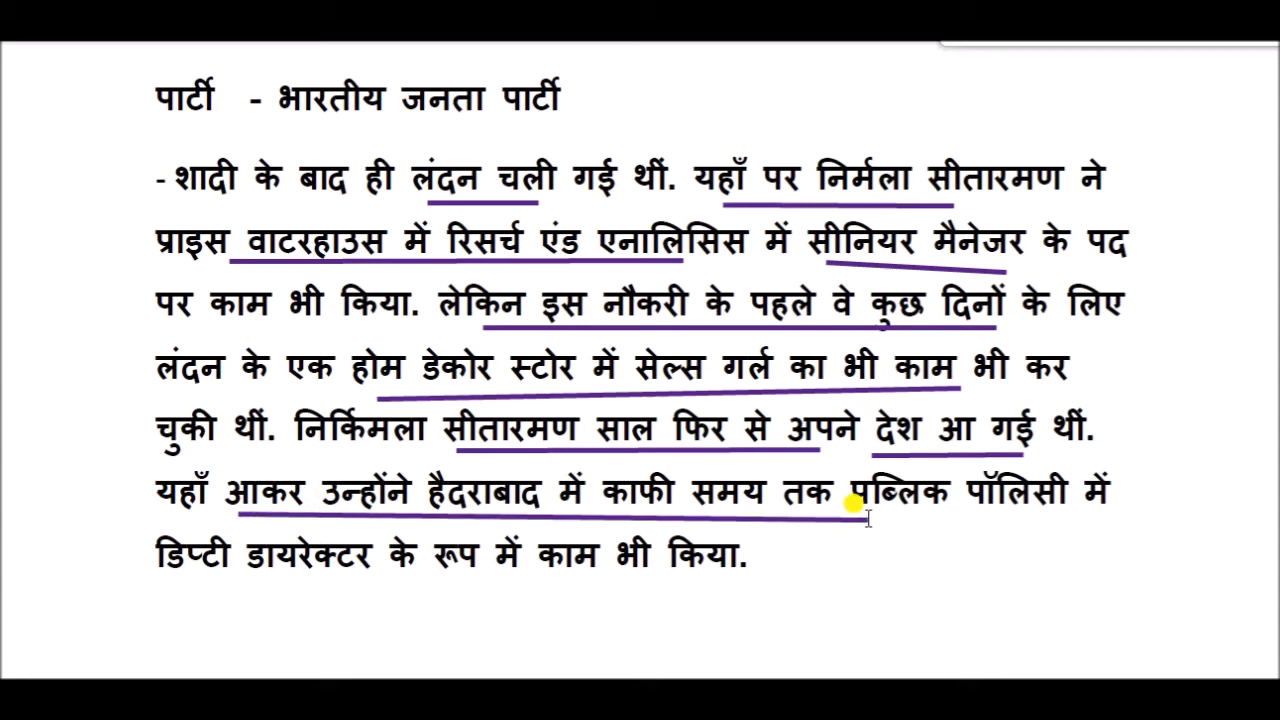 पार्टी - भारतीय जनता पार्टी
- शादी के बाद ही लंदन चली गई थीं. यहाँ पर निर्मला सीतारमण ने
प्राइस वाटरहाउस में रिसर्च एंड एनालिसिस में सीनियर मैनेजर के पद
पर काम भी किया. लेकिन इस नौकरी के पहले वे कुछ दिनों के लिए
लंदन के एक होम डेकोर स्टोर में सेल्स गर्ल का भी काम भी कर
चुकी थीं. निर्किमला सीतारमण साल फिर से अपने देश आ गई थीं.
यहाँ आकर उन्होंने हैदराबाद में काफी समय तक पब्लिक पॉलिसी में
डिप्टी डायरेक्टर के रूप में काम भी किया.